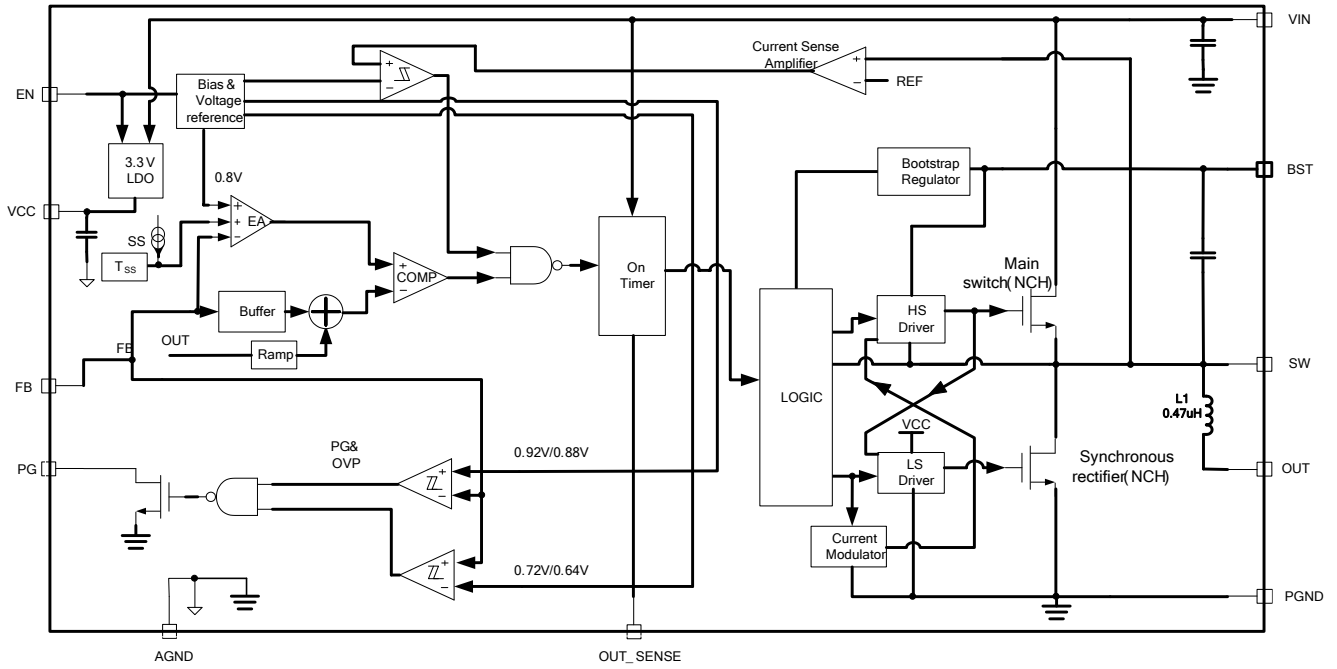 VIN
Current Sense
Amplifier
+
−
REF
+
−
EN
Bias &
Voltage
reference
3.3 V
LDO
0.8V
Bootstrap
Regulator
BST
VCC
SS
TSS
+
+
−
EA
+
−
COMP
On
Timer
Main
switch( NCH)
HS
Driver
Buffer
OUT
Ramp
FB
FB
SW
LOGIC
L1
0.47uH
VCC
PG&
OVP
0.92V/0.88V
+
−
PG
LS
Driver
Synchronous
rectifier( NCH)
OUT
Current
Modulator
+
−
0.72V/0.64V
PGND
AGND
OUT_ SENSE